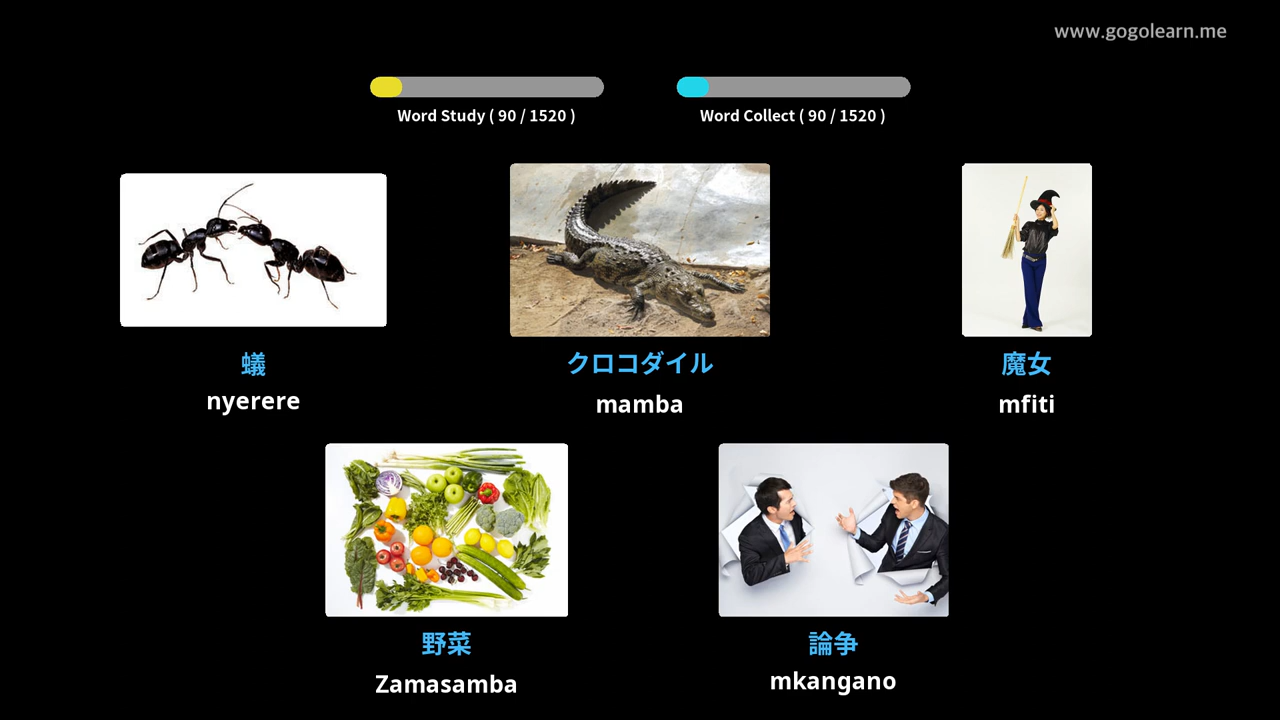 www.gogolearn.me
Word Study ( 90 / 1520 )
Word Collect ( 90 / 1520 )
蟻
nyerere
クロコダイル
mamba
魔女
mfiti
野菜
Zamasamba
論争
mkangano